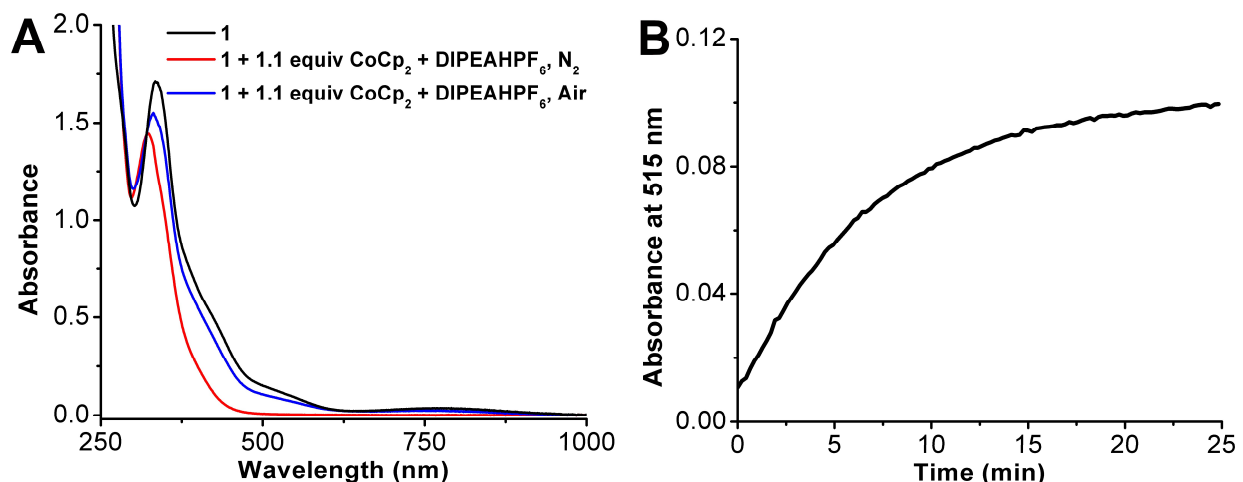 A
2.0
1.5
1.0
0.5
0.0
Absorbance
1
1 + 1.1 equiv CoCp₂ + DIPEAHPF₆, N₂
1 + 1.1 equiv CoCp₂ + DIPEAHPF₆, Air
250 500 750 1000
Wavelength (nm)
B
0.12
0.08
0.04
0.00
Absorbance at 515 nm
0 5 10 15 20 25
Time (min)